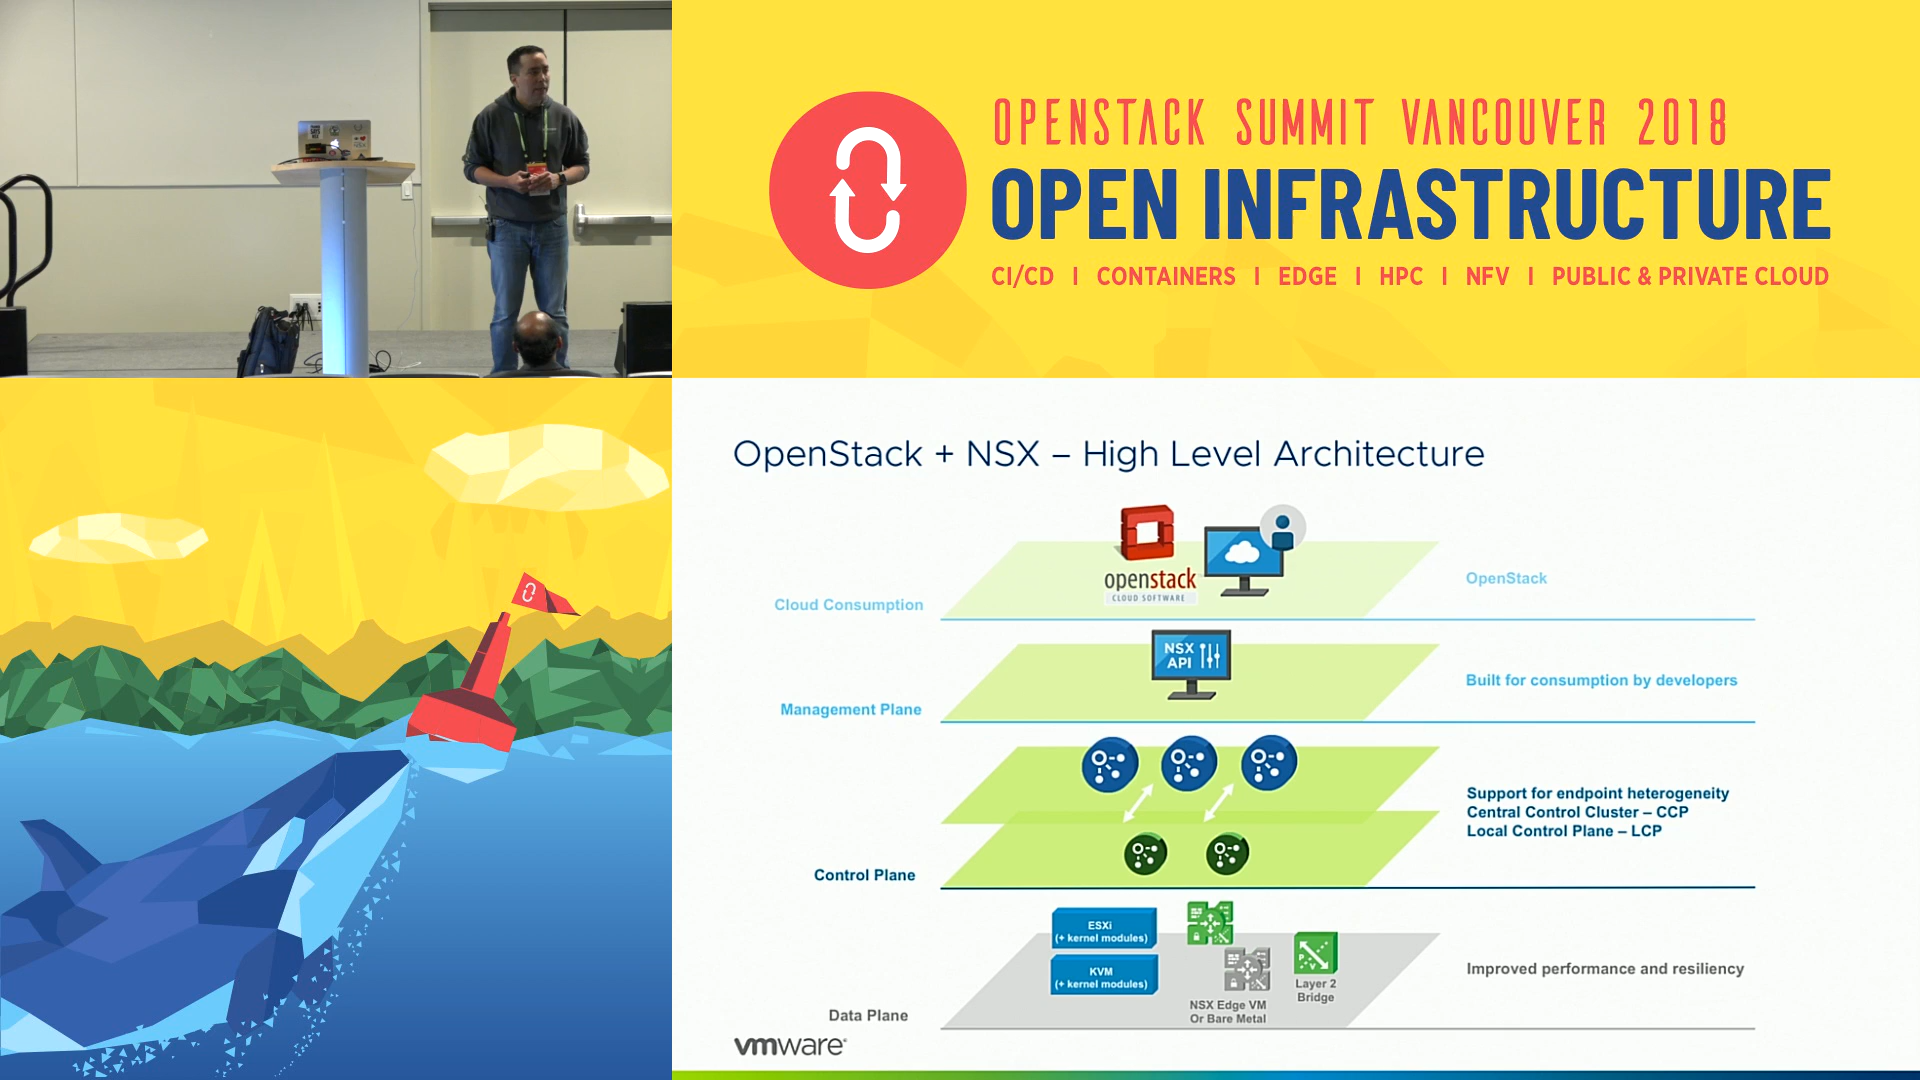 OPENSTACK SUMMIT VANCOUVER 2018
OPEN INFRASTRUCTURE
CI/CD | CONTAINERS | EDGE | HPC | NFV | PUBLIC & PRIVATE CLOUD
OpenStack + NSX – High Level Architecture
openstack
CLOUD SOFTWARE
Cloud Consumption
OpenStack
NSX
API
Management Plane
Built for consumption by developers
Support for endpoint heterogeneity
Central Control Cluster – CCP
Local Control Plane – LCP
Control Plane
ESXi
(+ kernel modules)
KVM
(+ kernel modules)
NSX Edge VM
Or Bare Metal
P
V
Layer 2
Bridge
Improved performance and resiliency
Data Plane
vmware